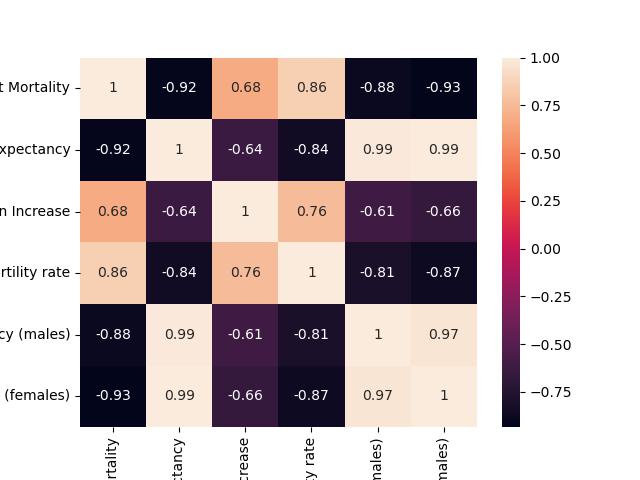 t Mortality 1 -0.92 0.68 0.86 -0.88 -0.93
xpectancy -0.92 1 -0.64 -0.84 0.99 0.99
n Increase 0.68 -0.64 1 0.76 -0.61 -0.66
rtility rate 0.86 -0.84 0.76 1 -0.81 -0.87
cy (males) -0.88 0.99 -0.61 -0.81 1 0.97
(females) -0.93 0.99 -0.66 -0.87 0.97 1
rtality
ctancy
crease
y rate
males)
males)
1.00
0.75
0.50
0.25
0.00
−0.25
−0.50
−0.75